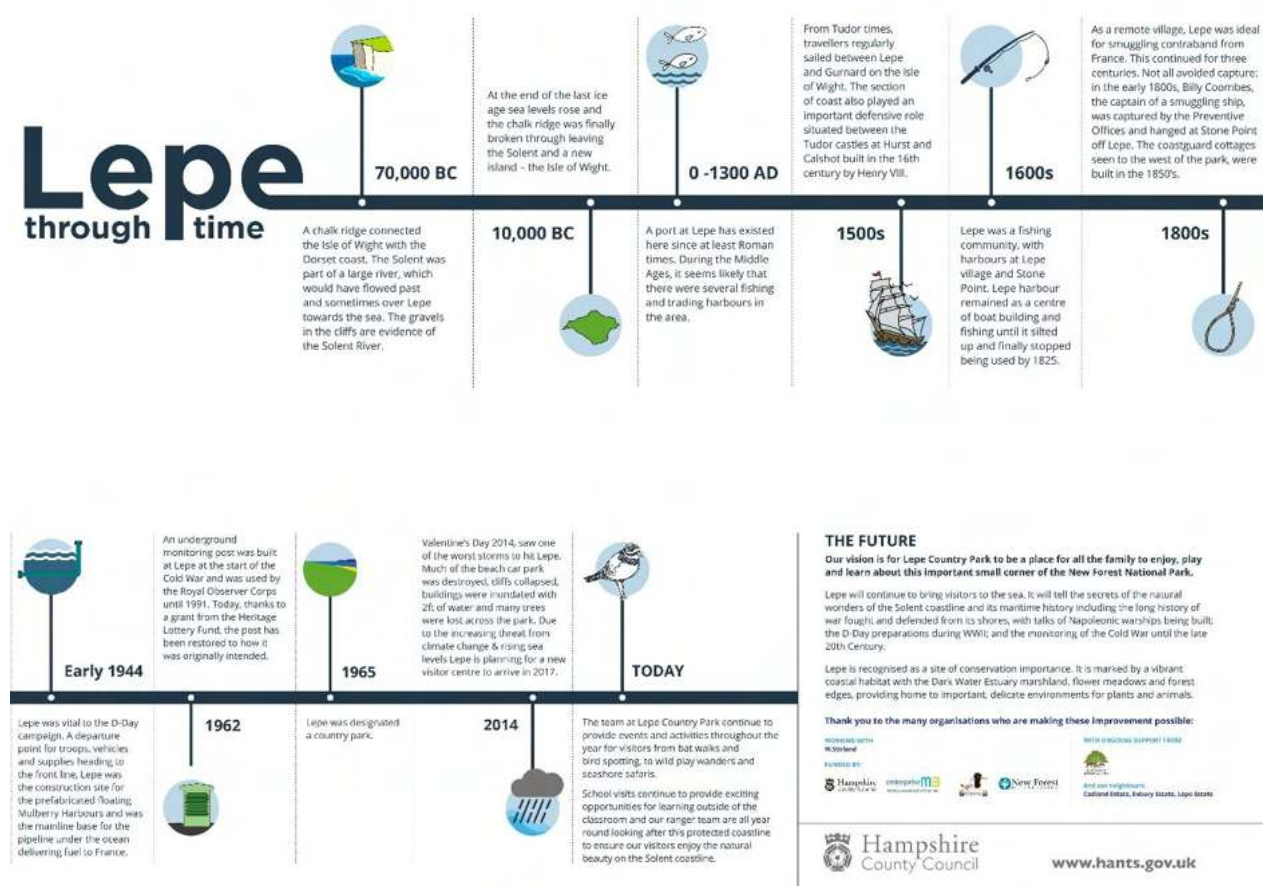 Lepe
through time
70,000 BC
A chalk ridge connected
the Isle of Wight with the
Dorset coast. The Solent was
part of a large river, which
would have flowed past
and sometimes over Lepe
towards the sea. The gravels
in the cliffs are evidence of
the Solent River.
At the end of the last ice
age sea levels rose and
the chalk ridge was finally
broken through leaving
the Solent and a new
island – the Isle of Wight.
10,000 BC
0 -1300 AD
A port at Lepe has existed
here since at least Roman
times. During the Middle
Ages, it seems likely that
there were several fishing
and trading harbours in
the area.
From Tudor times,
travellers regularly
sailed between Lepe
and Gurnard on the Isle
of Wight. The section
of coast also played an
important defensive role
situated between the
Tudor castles at Hurst and
Calshot built in the 16th
century by Henry VIII.
1500s
1600s
Lepe was a fishing
community, with
harbours at Lepe
village and Stone
Point. Lepe harbour
remained as a centre
of boat building and
fishing until it silted
up and finally stopped
being used by 1825.
As a remote village, Lepe was ideal
for smuggling contraband from
France. This continued for three
centuries. Not all avoided capture:
in the early 1800s, Billy Coombes,
the captain of a smuggling ship,
was captured by the Preventive
Offices and hanged at Stone Point
off Lepe. The coastguard cottages
seen to the west of the park, were
built in the 1850's.
1800s
Early 1944
Lepe was vital to the D-Day
campaign. A departure
point for troops, vehicles
and supplies heading to
the front line, Lepe was
the construction site for
the prefabricated floating
Mulberry Harbours and was
the mainline base for the
pipeline under the ocean
delivering fuel to France.
An underground
monitoring post was built
at Lepe at the start of the
Cold War and was used by
the Royal Observer Corps
until 1991. Today, thanks to
a grant from the Heritage
Lottery Fund, the post has
been restored to how it
was originally intended.
1962
1965
Lepe was designated
a country park.
Valentine's Day 2014, saw one
of the worst storms to hit Lepe.
Much of the beach car park
was destroyed, cliffs collapsed,
buildings were inundated with
2ft of water and many trees
were lost across the park. Due
to the increasing threat from
climate change & rising sea
levels Lepe is planning for a new
visitor centre to arrive in 2017.
2014
TODAY
The team at Lepe Country Park continue to
provide events and activities throughout the
year for visitors from bat walks and
bird spotting, to wild play wanders and
seashore safaris.
School visits continue to provide exciting
opportunities for learning outside of the
classroom and our ranger team are all year
round looking after this protected coastline
to ensure our visitors enjoy the natural
beauty on the Solent coastline.
THE FUTURE
Our vision is for Lepe Country Park to be a place for all the family to enjoy, play
and learn about this important small corner of the New Forest National Park.
Lepe will continue to bring visitors to the sea. It will tell the secrets of the natural
wonders of the Solent coastline and its maritime history including the long history of
war fought and defended from its shores, with talks of Napoleonic warships being built;
the D-Day preparations during WWII; and the monitoring of the Cold War until the late
20th Century.
Lepe is recognised as a site of conservation importance. It is marked by a vibrant
coastal habitat with the Dark Water Estuary marshland, flower meadows and forest
edges, providing home to important, delicate environments for plants and animals.
Thank you to the many organisations who are making these improvement possible:
WORKING WITH
FUNDED BY:
Hampshire
enterprise M3
New Forest
WITH ONGOING SUPPORT FROM
And our neighbours
Cadland Estate, Exbury Estate, Lepe Estate
Hampshire
County Council
www.hants.gov.uk